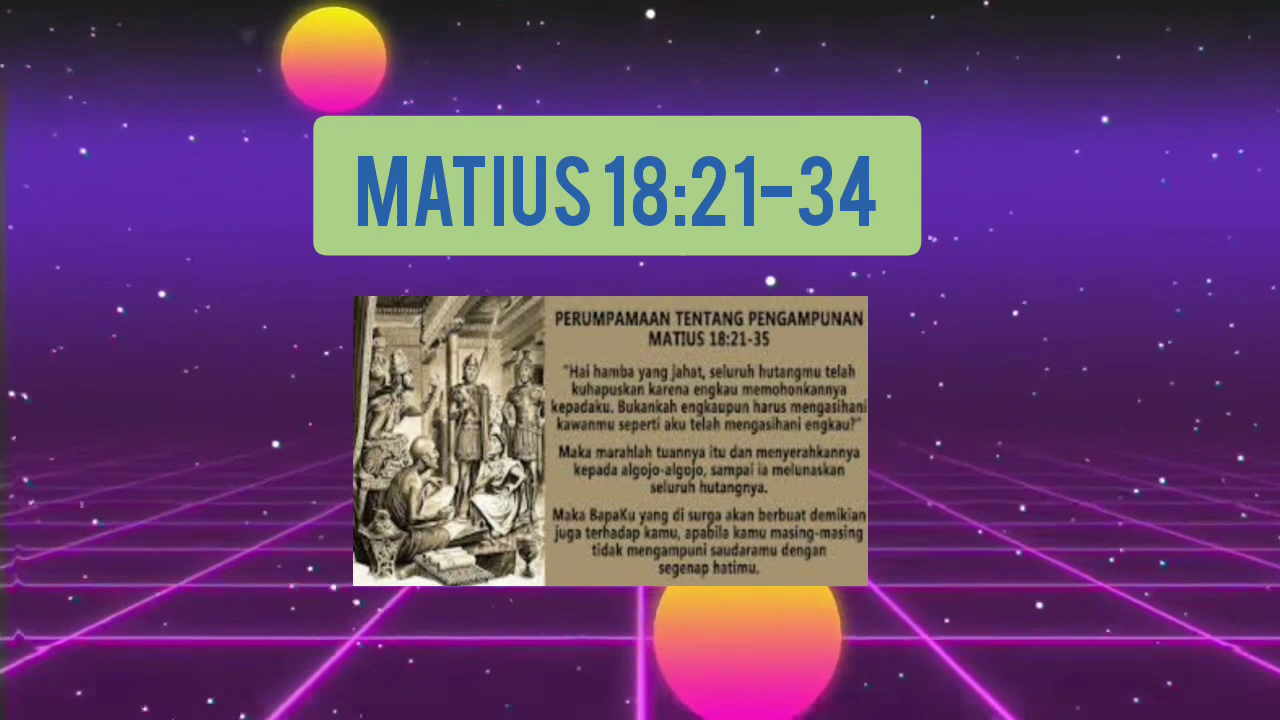 MATIUS 18:21-34
PERUMPAMAAN TENTANG PENGAMPUNAN
MATIUS 18:21-35
"Hai hamba yang jahat, seluruh hutangmu telah
kuhapuskan karena engkau memohonkannya
kepadaku. Bukankah engkaupun harus mengasihani
kawanmu seperti aku telah mengasihani engkau?"
Maka marahlah tuannya itu dan menyerahkannya
kepada algojo-algojo, sampai ia melunaskan
seluruh hutangnya.
Maka BapaKu yang di surga akan berbuat demikian
juga terhadap kamu, apabila kamu masing-masing
tidak mengampuni saudaramu dengan
segenap hatimu.